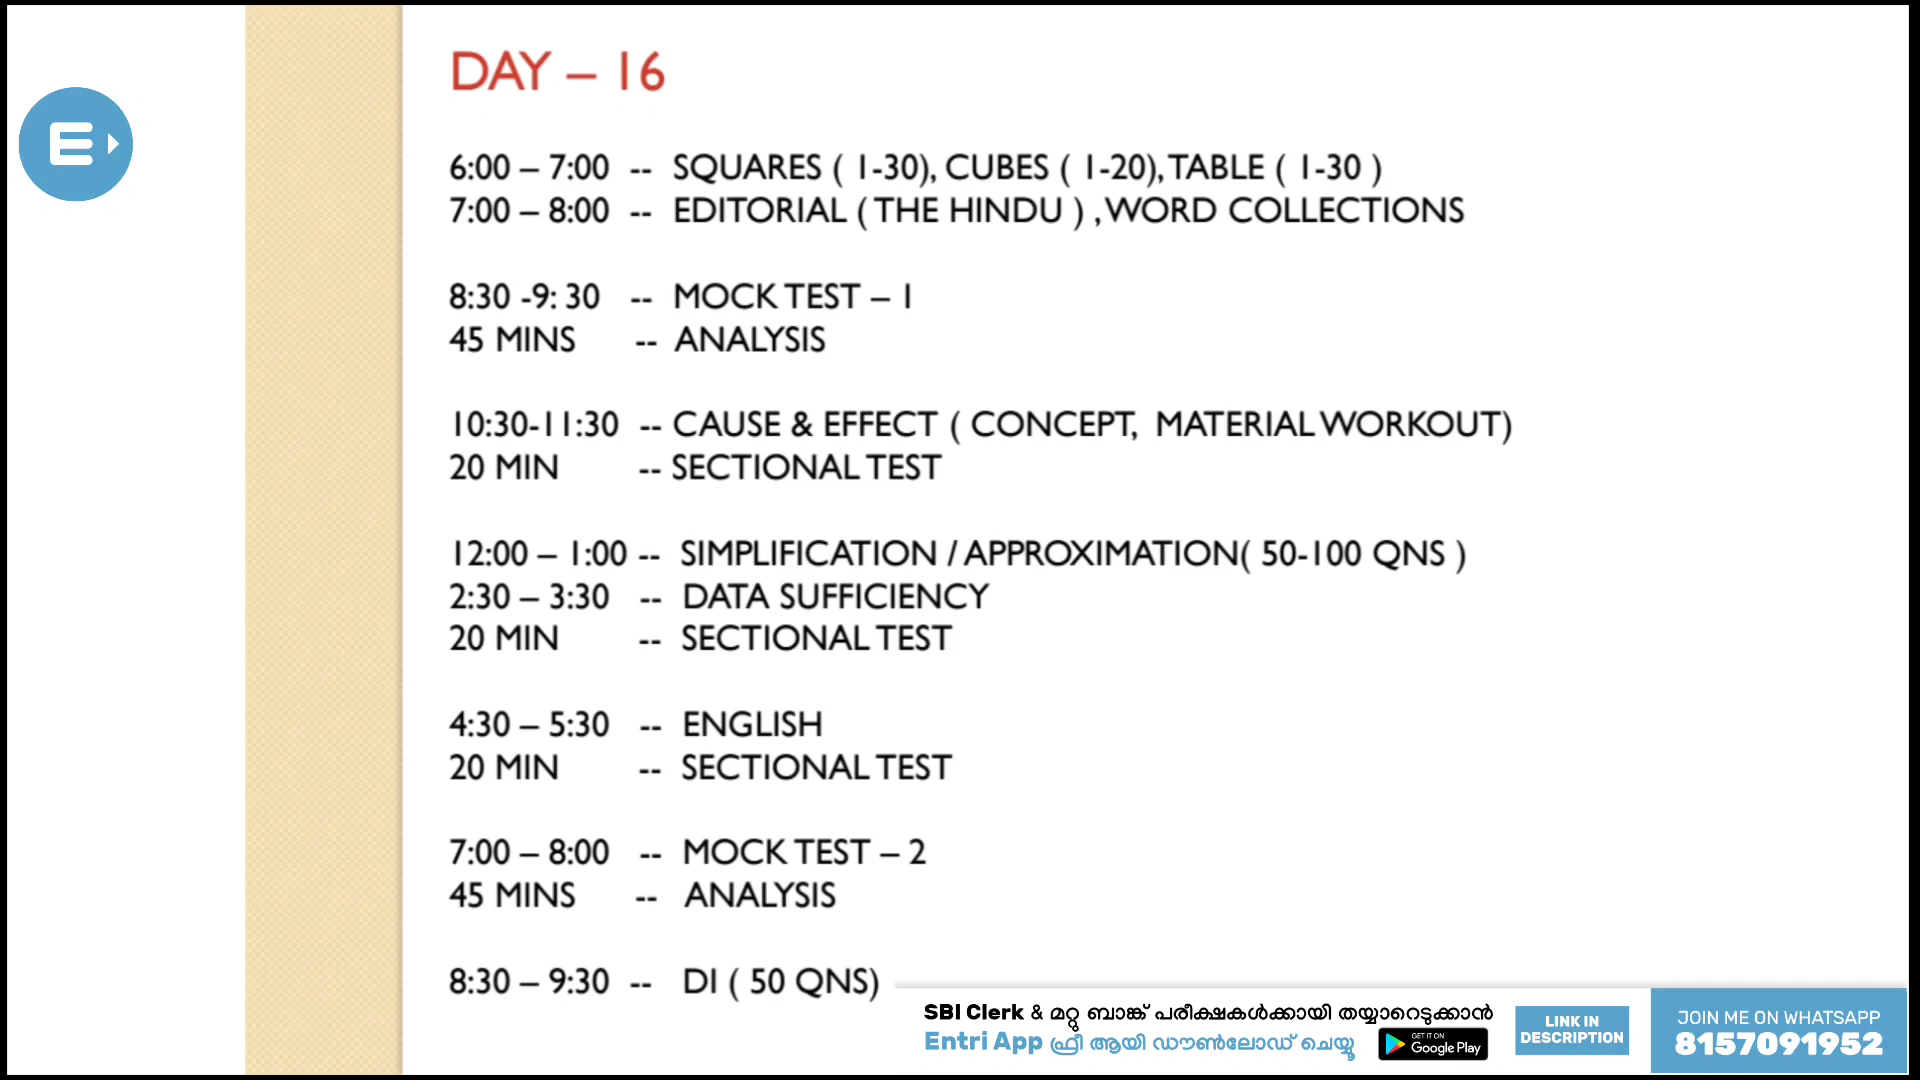 DAY – 16
6:00 – 7:00 -- SQUARES ( 1-30), CUBES ( 1-20), TABLE ( 1-30 )
7:00 – 8:00 -- EDITORIAL ( THE HINDU ) , WORD COLLECTIONS
8:30 -9: 30 -- MOCK TEST – 1
45 MINS -- ANALYSIS
10:30-11:30 -- CAUSE & EFFECT ( CONCEPT, MATERIAL WORKOUT)
20 MIN -- SECTIONAL TEST
12:00 – 1:00 -- SIMPLIFICATION / APPROXIMATION( 50-100 QNS )
2:30 – 3:30 -- DATA SUFFICIENCY
20 MIN -- SECTIONAL TEST
4:30 – 5:30 -- ENGLISH
20 MIN -- SECTIONAL TEST
7:00 – 8:00 -- MOCK TEST – 2
45 MINS -- ANALYSIS
8:30 – 9:30 -- DI ( 50 QNS)
SBI Clerk & മറ്റു ബാങ്ക് പരീക്ഷകൾക്കായി തയ്യാറെടുക്കാൻ
Entri App ഫ്രീ ആയി ഡൗൺലോഡ് ചെയ്യൂ
GET IT ON
Google Play
LINK IN
DESCRIPTION
JOIN ME ON WHATSAPP
8157091952